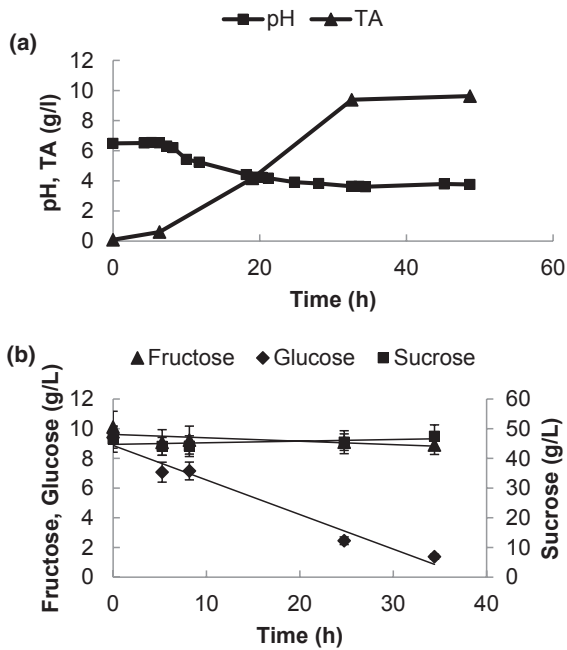 pH TA
(a)
pH, TA (g/l)
12
10
8
6
4
2
0
0 20 40 60
Time (h)
(b)
Fructose Glucose Sucrose
Fructose, Glucose (g/L)
12
10
8
6
4
2
0
60
50
40
30
20
10
0
Sucrose (g/L)
0 10 20 30 40
Time (h)